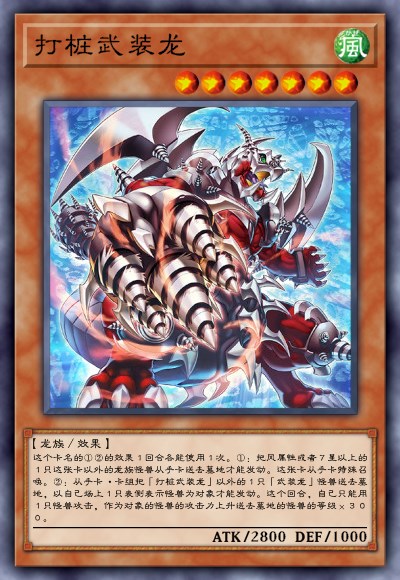 打桩武装龙
風
【龙族／效果】
这个卡名的①②的效果1回合各能使用1次。①：把风属性或者7星以上的
1只这张卡以外的龙族怪兽从手卡送去墓地才能发动。这张卡从手卡特殊召
唤。②：从手卡·卡组把「打桩武装龙」以外的1只「武装龙」怪兽送去墓
地，以自己场上1只表侧表示怪兽为对象才能发动。这个回合，自己只能用
1只怪兽攻击，作为对象的怪兽的攻击力上升送去墓地的怪兽的等级×30
0。
ATK/2800 DEF/1000